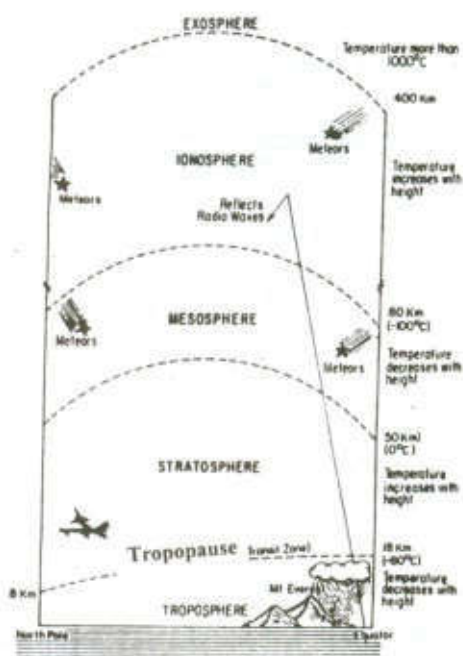 EXOSPHERE
Temperature more than
1000°C
400 Km
Meteors
IONOSPHERE
Meteors
Temperature
increases with
height
Reflects
Radio Waves
80 Km
(-100°C)
MESOSPHERE
Meteors
Meteors
Temperature
decreases with
height
50 Km)
(0°C)
STRATOSPHERE
Temperature
increases with
height
Tropopause
Transit Zone)
18 Km
(-80°C)
8 Km
Mt Everest
Temperature
decreases with
height
TROPOSPHERE
North Pole
Equator